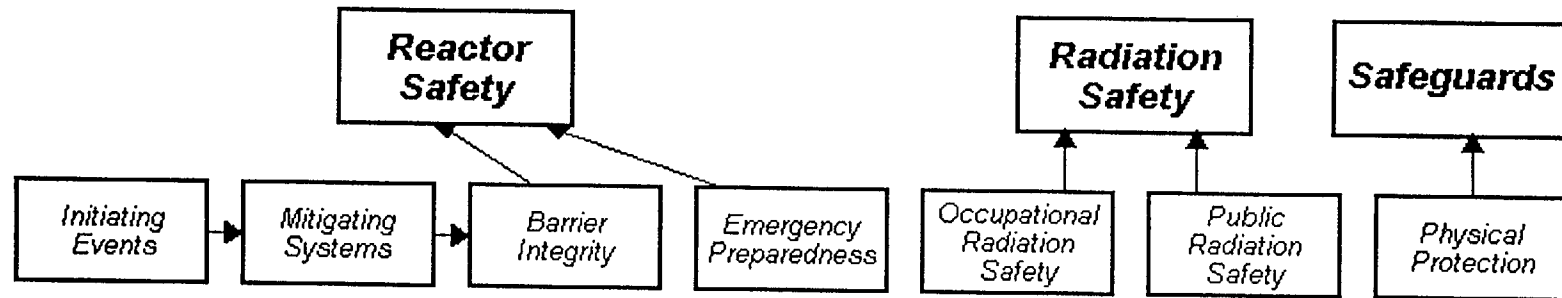 Reactor
Safety
Radiation
Safety
Safeguards
Initiating
Events
Mitigating
Systems
Barrier
Integrity
Emergency
Preparedness
Occupational
Radiation
Safety
Public
Radiation
Safety
Physical
Protection